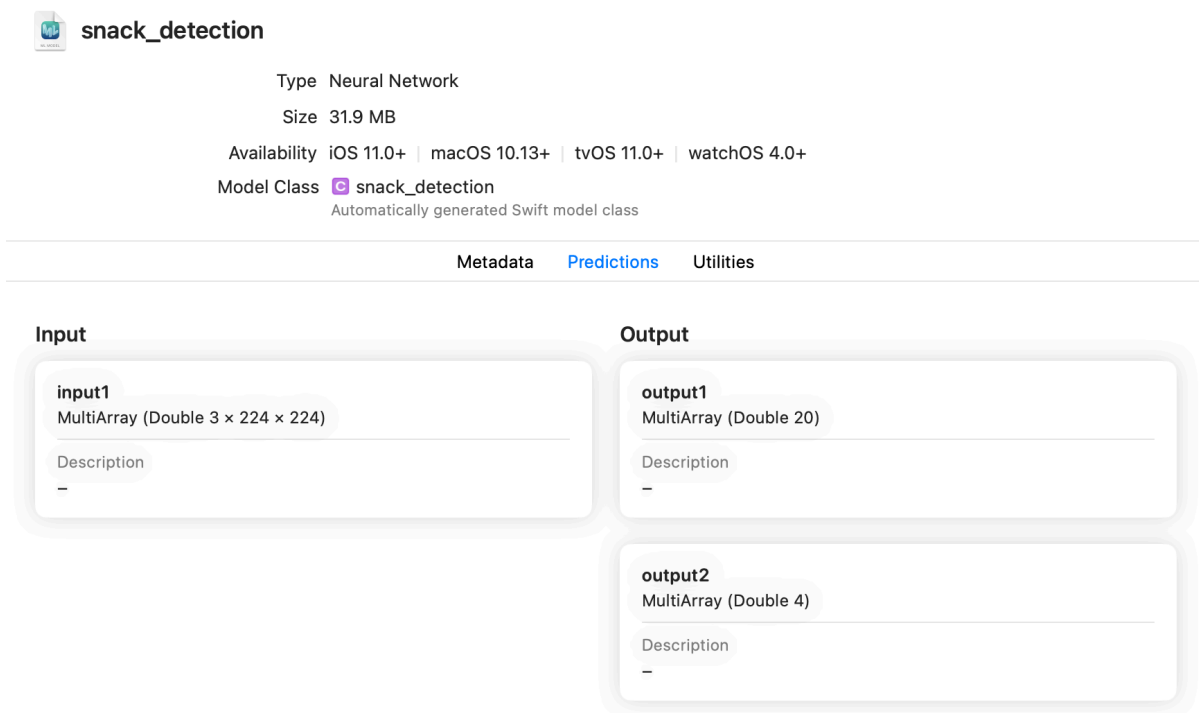 snack_detection
Type Neural Network
Size 31.9 MB
Availability iOS 11.0+ | macOS 10.13+ | tvOS 11.0+ | watchOS 4.0+
Model Class C snack_detection
Automatically generated Swift model class
Metadata Predictions Utilities
Input
input1
MultiArray (Double 3 × 224 × 224)
Description
–
Output
output1
MultiArray (Double 20)
Description
–
output2
MultiArray (Double 4)
Description
–